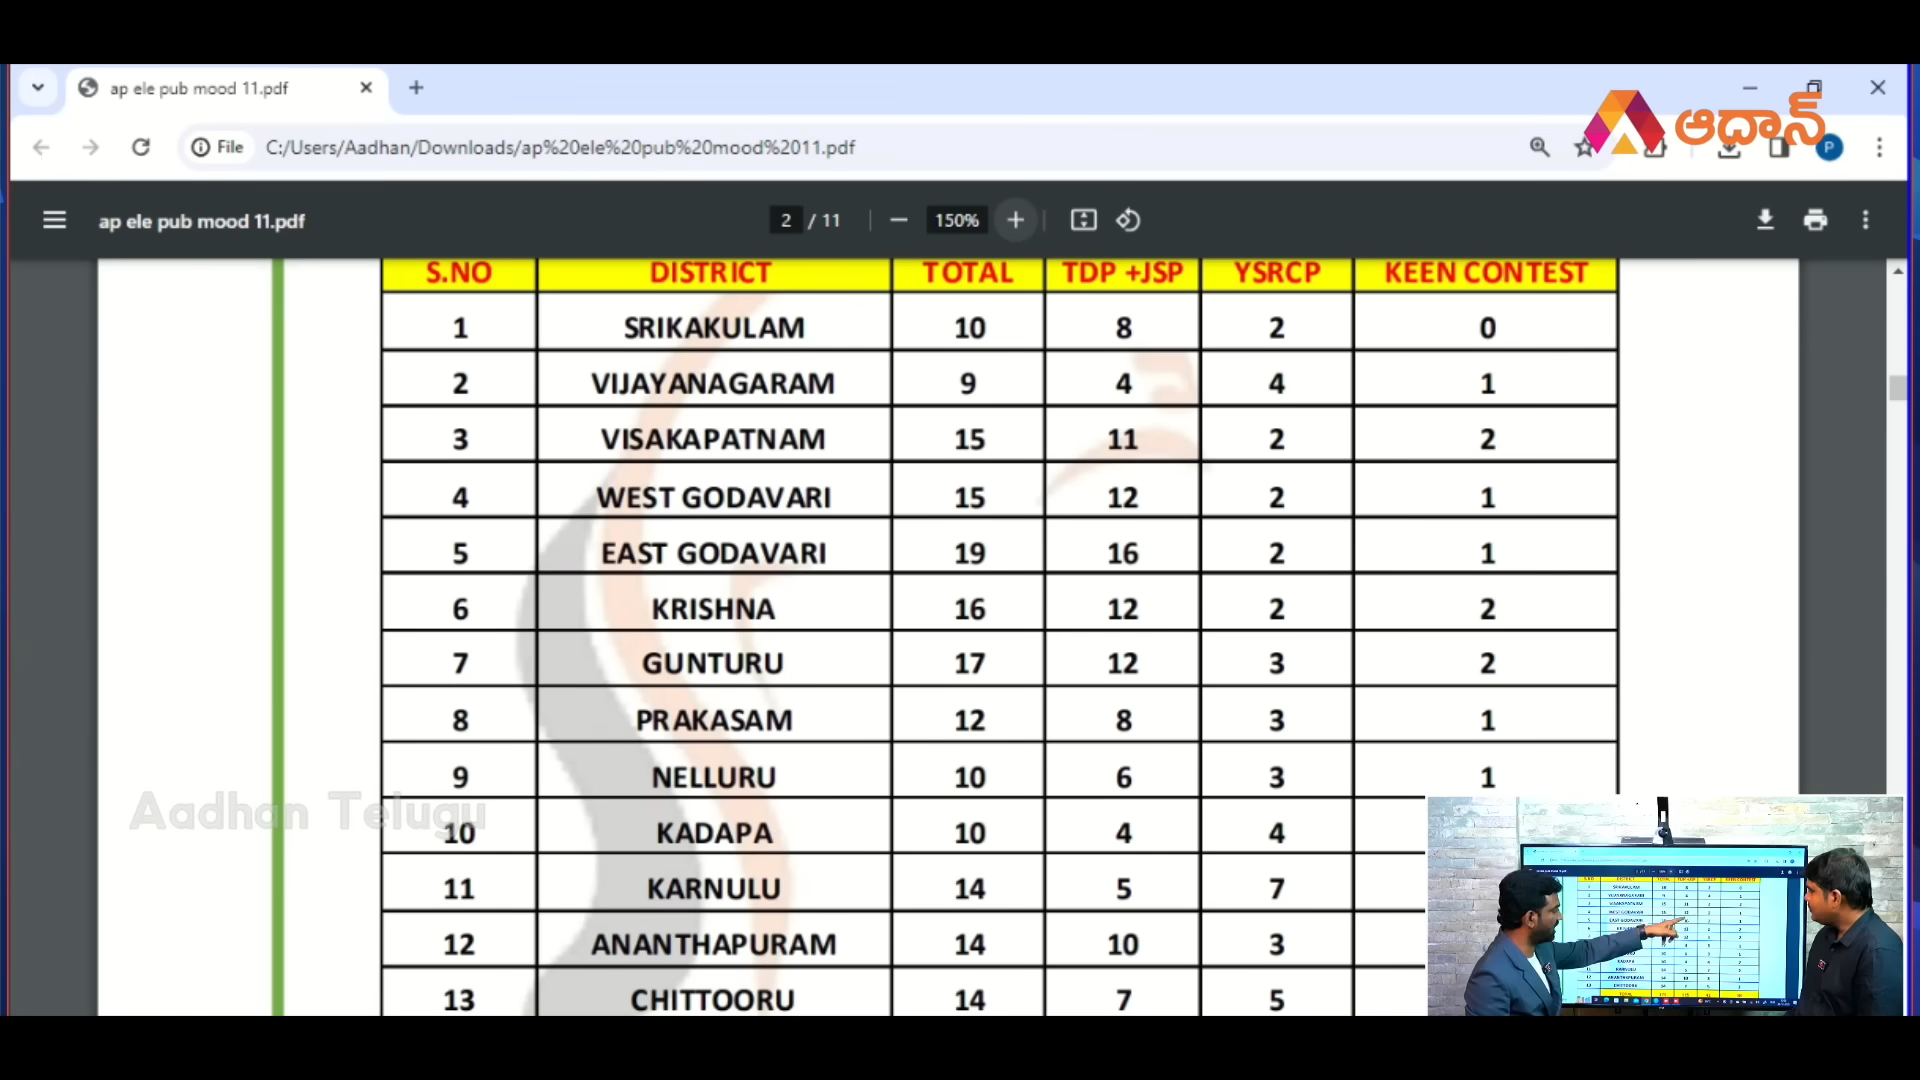 ap ele pub mood 11.pdf
ఆదాన్
File C:/Users/Aadhan/Downloads/ap%20ele%20pub%20mood%2011.pdf
P
ap ele pub mood 11.pdf 2 / 11 150%
S.NO DISTRICT TOTAL TDP +JSP YSRCP KEEN CONTEST
1 SRIKAKULAM 10 8 2 0
2 VIJAYANAGARAM 9 4 4 1
3 VISAKAPATNAM 15 11 2 2
4 WEST GODAVARI 15 12 2 1
5 EAST GODAVARI 19 16 2 1
6 KRISHNA 16 12 2 2
7 GUNTURU 17 12 3 2
8 PRAKASAM 12 8 3 1
9 NELLURU 10 6 3 1
Aadhan Telugu
10 KADAPA 10 4 4
11 KARNULU 14 5 7
12 ANANTHAPURAM 14 10 3
13 CHITTOORU 14 7 5